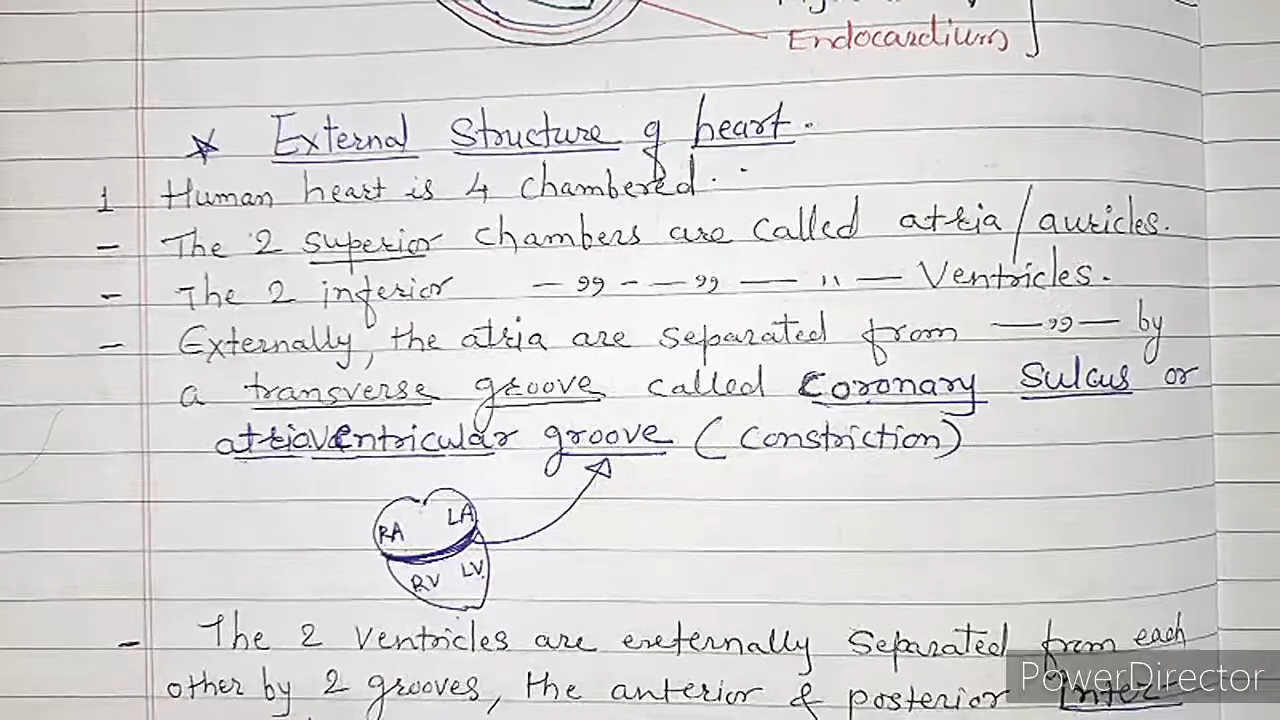 Endocardium
* External Structure of heart.
1 Human heart is 4 chambered.
- The 2 superior chambers are called atria/auricles.
- The 2 inferior — ,, - — ,, — ,, — Ventricles.
- Externally, the atria are separated from — ,, — by
a transverse groove called Coronary Sulcus or
atrioventricular groove (Constriction)
RA LA
RV LV
- The 2 ventricles are externally separated from each
other by 2 grooves, the anterior & posterior Inter-
PowerDirector